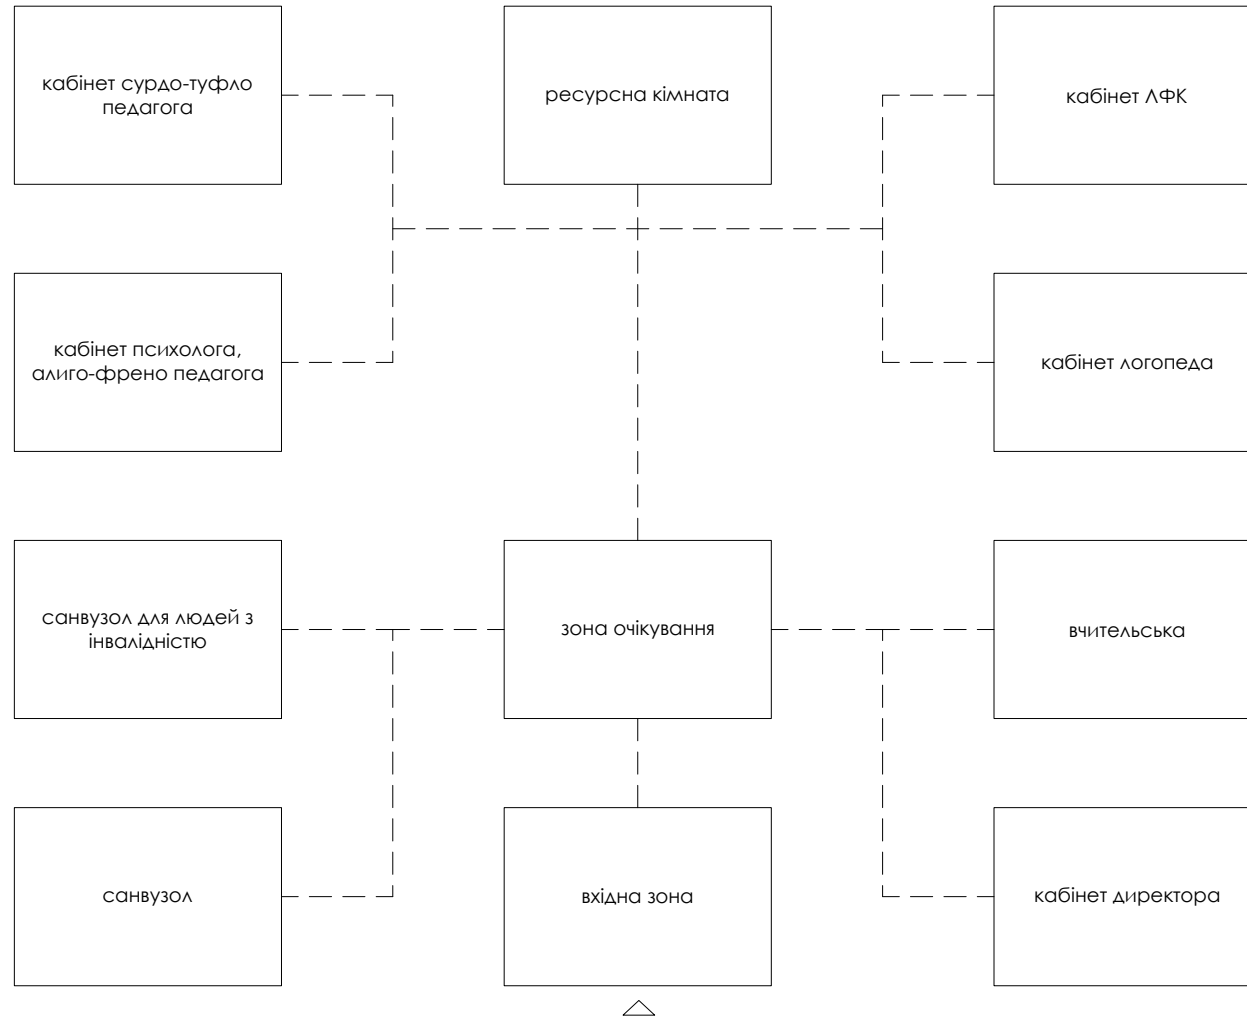 кабінет сурдо-туфло
педагога
ресурсна кімната
кабінет ЛФК
кабінет психолога,
алиго-френо педагога
кабінет логопеда
санвузол для людей з
інвалідністю
зона очікування
вчительська
санвузол
вхідна зона
кабінет директора